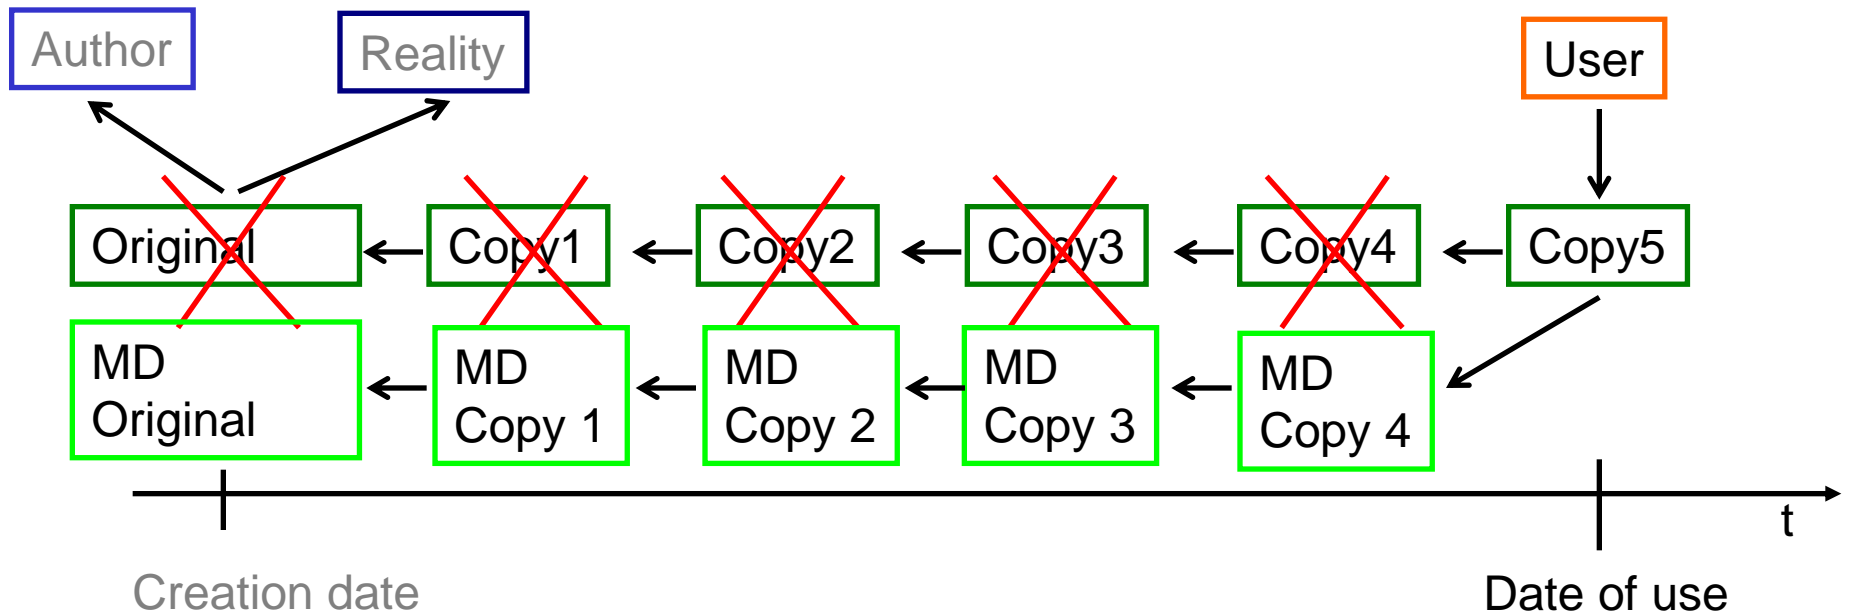 Author
Reality
User
Original
Copy1
Copy2
Copy3
Copy4
Copy5
MD
Original
MD
Copy 1
MD
Copy 2
MD
Copy 3
MD
Copy 4
t
Creation date
Date of use